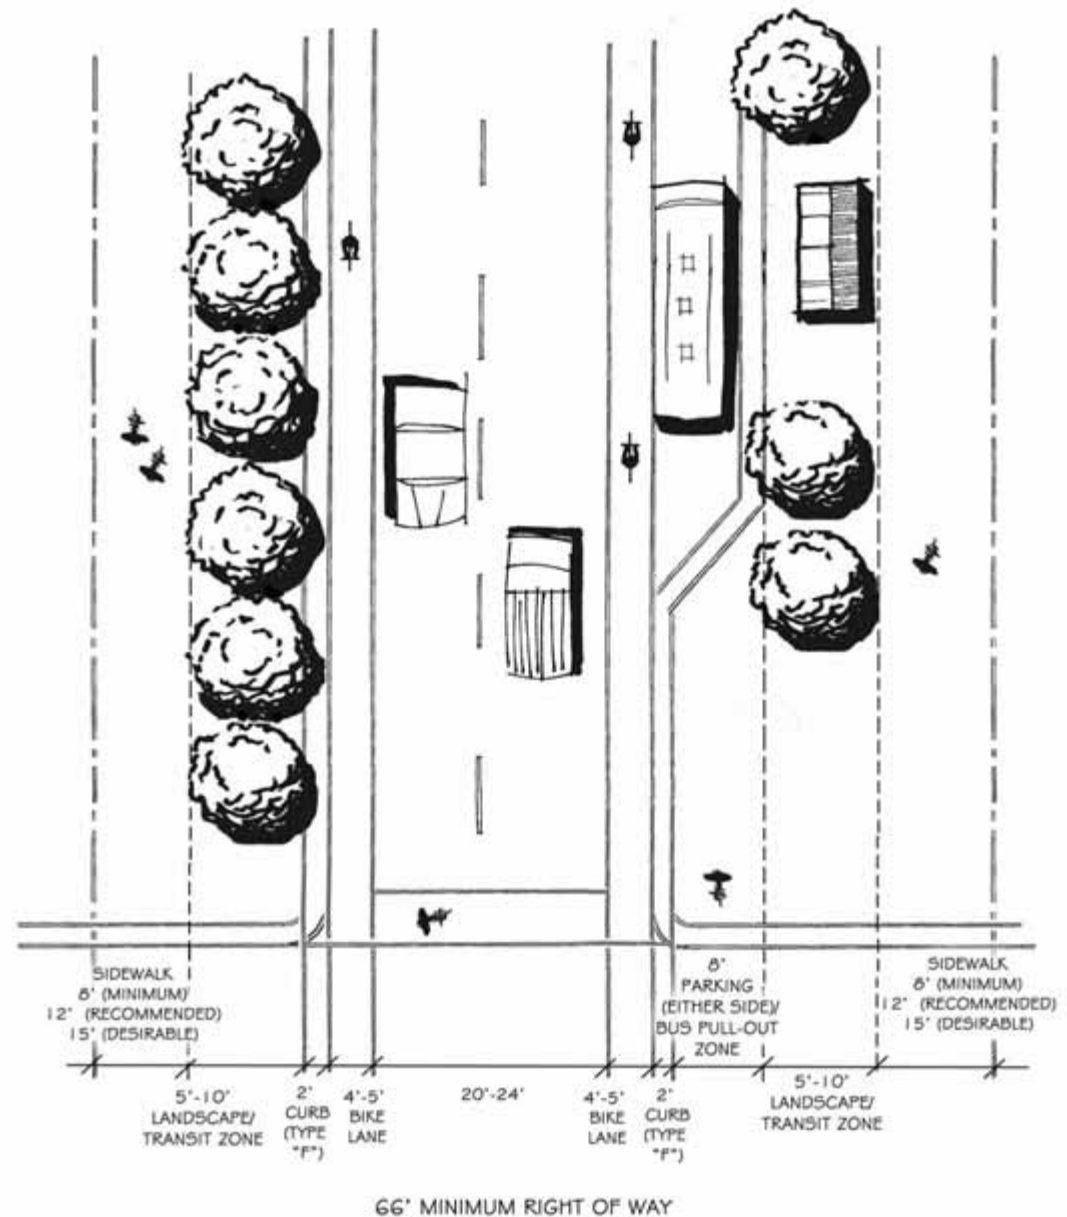 SIDEWALK
8' (MINIMUM)
12' (RECOMMENDED)
15' (DESIRABLE)
8'
PARKING
(EITHER SIDE)/
BUS PULL-OUT
ZONE
SIDEWALK
8' (MINIMUM)
12' (RECOMMENDED)
15' (DESIRABLE)
5'-10'
LANDSCAPE/
TRANSIT ZONE
2'
CURB
(TYPE
"F")
4'-5'
BIKE
LANE
20'-24'
4'-5'
BIKE
LANE
2'
CURB
(TYPE
"F")
5'-10'
LANDSCAPE/
TRANSIT ZONE
66' MINIMUM RIGHT OF WAY